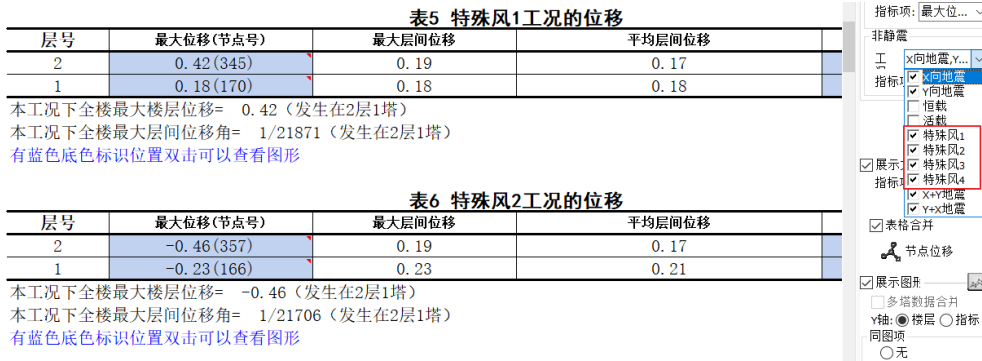 表5 特殊风1工况的位移
层号 最大位移(节点号) 最大层间位移 平均层间位移
2 0.42(345) 0.19 0.17
1 0.18(170) 0.18 0.18
本工况下全楼最大楼层位移= 0.42（发生在2层1塔）
本工况下全楼最大层间位移角= 1/21871（发生在2层1塔）
有蓝色底色标识位置双击可以查看图形
表6 特殊风2工况的位移
层号 最大位移(节点号) 最大层间位移 平均层间位移
2 -0.46(357) 0.19 0.17
1 -0.23(166) 0.23 0.21
本工况下全楼最大楼层位移= -0.46（发生在2层1塔）
本工况下全楼最大层间位移角= 1/21706（发生在2层1塔）
有蓝色底色标识位置双击可以查看图形
指标项: 最大位...
非静震
X向地震,Y...
指标项
X向地震
Y向地震
恒载
活载
特殊风1
特殊风2
特殊风3
特殊风4
X+Y地震
Y+X地震
展示
指标项
表格合并
节点位移
展示图形
多塔数据合并
Y轴: 楼层 指标
同图项
无